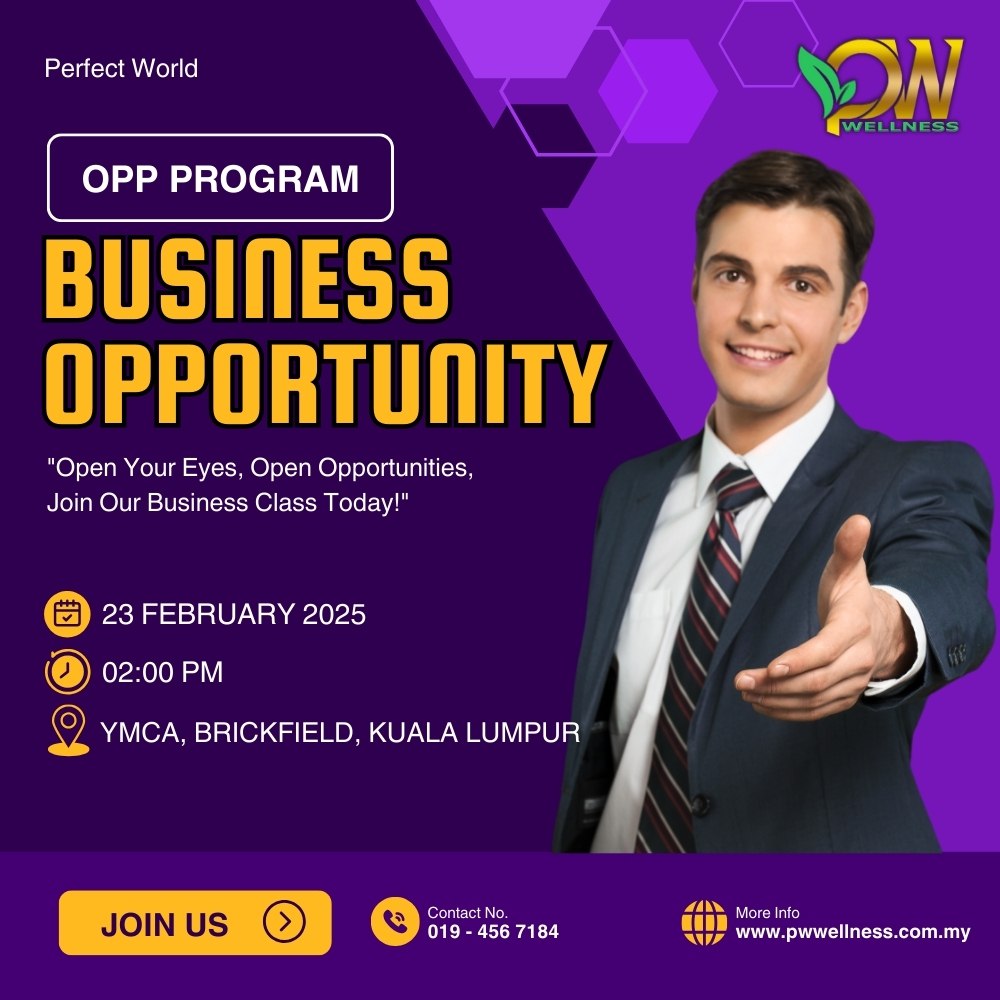 Perfect World
PW
WELLNESS
OPP PROGRAM
BUSINESS
OPPORTUNITY
"Open Your Eyes, Open Opportunities,
Join Our Business Class Today!"
23 FEBRUARY 2025
02:00 PM
YMCA, BRICKFIELD, KUALA LUMPUR
JOIN US
Contact No.
019 - 456 7184
More Info
www.pwwellness.com.my